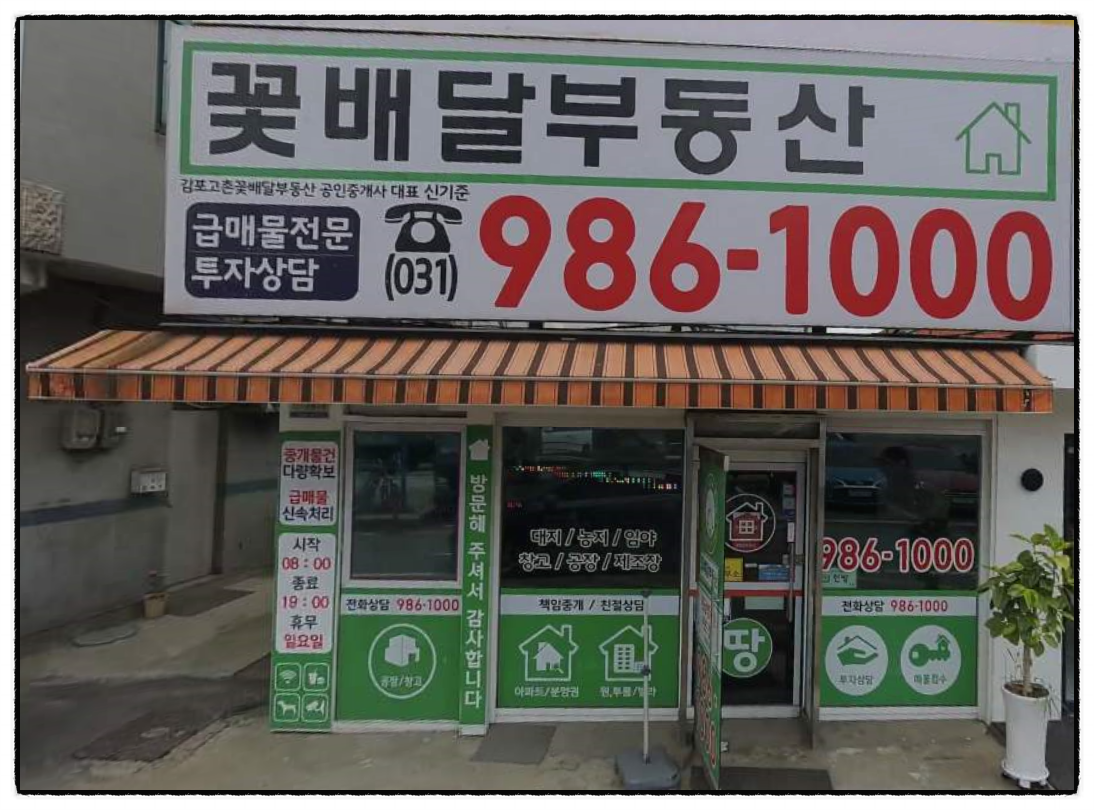 꽃배달부동산
김포고촌꽃배달부동산 공인중개사 대표 신기준
급매물전문
투자상담
(031)
986-1000
중개물건
다량확보
급매물
신속처리
시작
08:00
종료
19:00
휴무
일요일
전화상담 986-1000
공장/창고
방문해 주셔서 감사합니다
대지 / 농지 / 임야
창고 / 공장 / 제조장
책임중개 / 친절상담
아파트/분양권
원,투룸/빌라
땅
986-1000
전화상담 986-1000
투자상담
매물접수